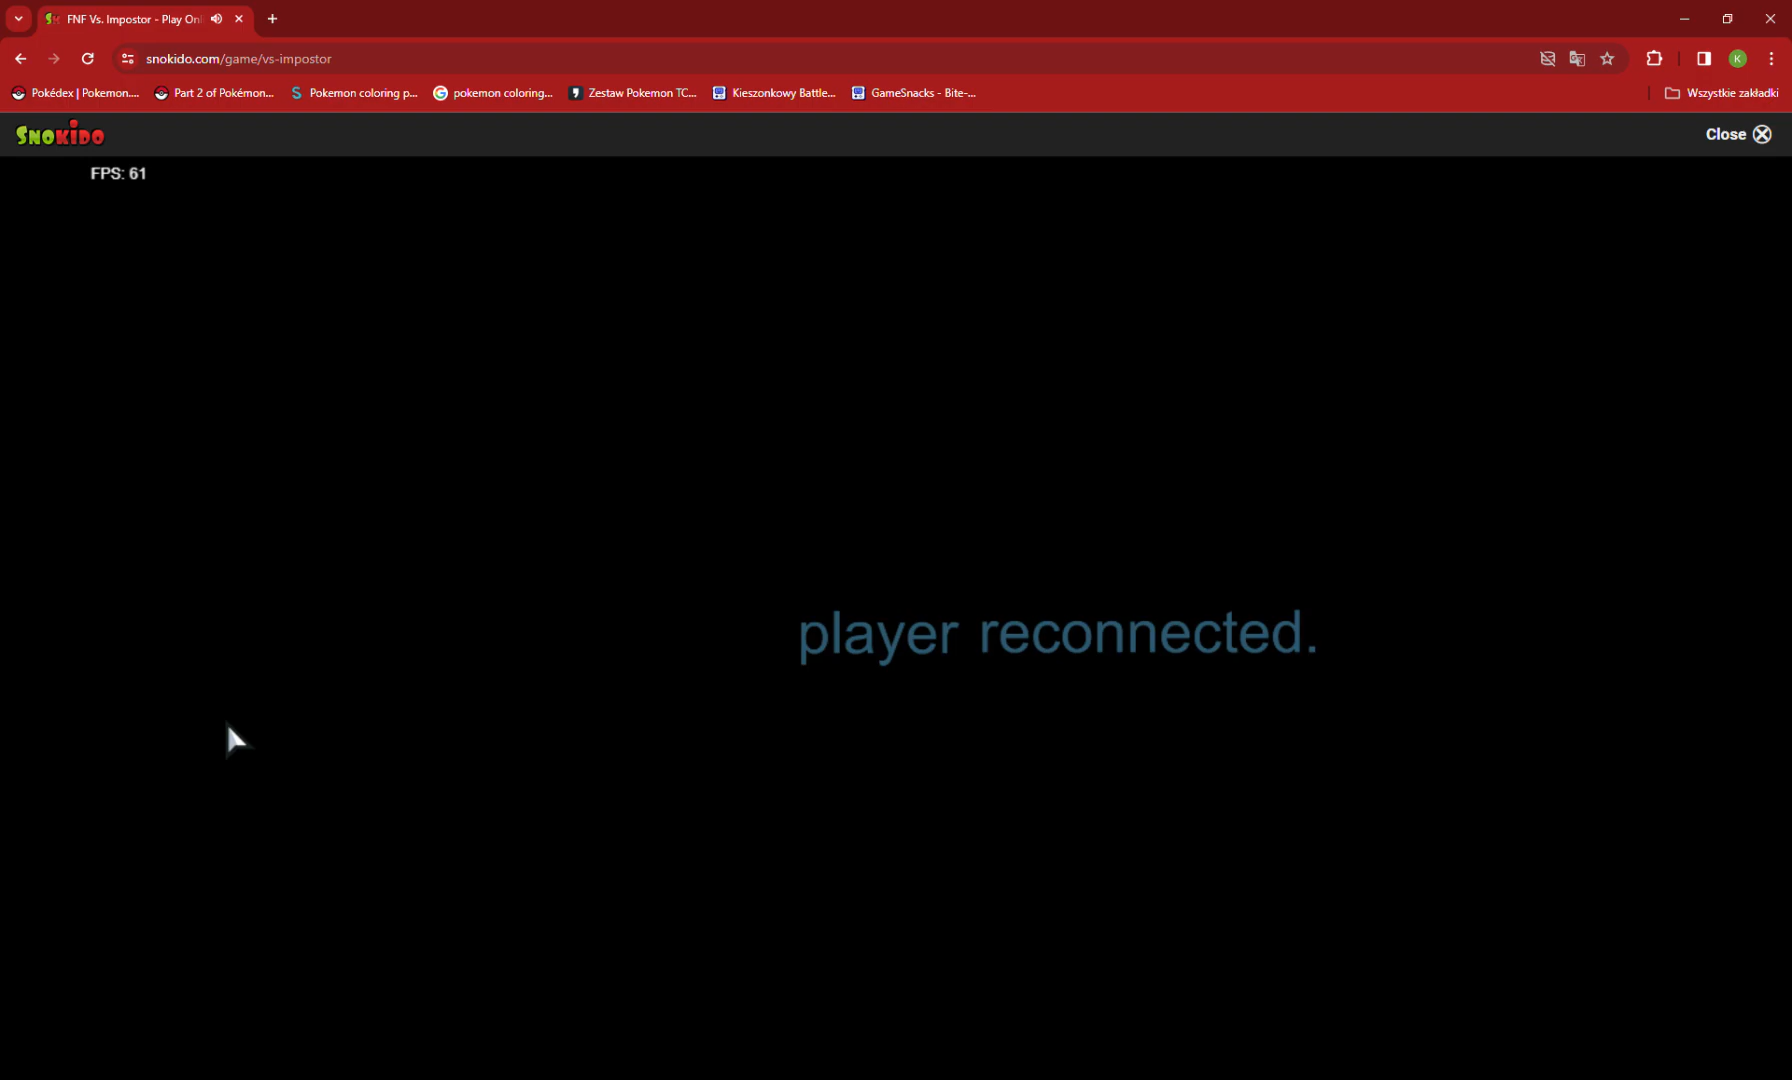 FNF Vs. Impostor - Play Onl
snokido.com/game/vs-impostor
K
Pokédex | Pokemon....
Part 2 of Pokémon...
Pokemon coloring p...
pokemon coloring...
Zestaw Pokemon TC...
Kieszonkowy Battle...
GameSnacks - Bite-...
Wszystkie zakładki
SNOKIDO
Close
FPS: 61
player reconnected.